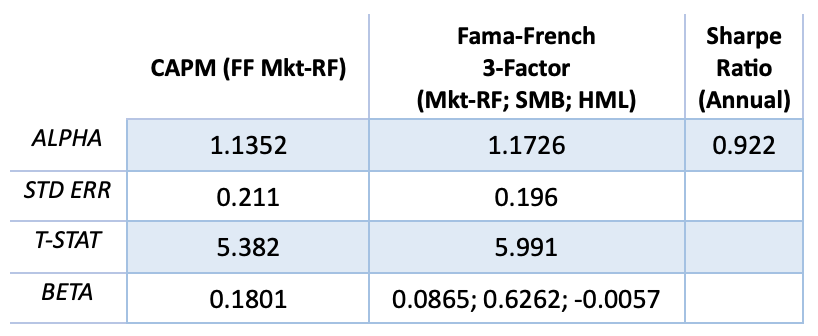 CAPM (FF Mkt-RF)
Fama-French
3-Factor
(Mkt-RF; SMB; HML)
Sharpe
Ratio
(Annual)
ALPHA 1.1352 1.1726 0.922
STD ERR 0.211 0.196
T-STAT 5.382 5.991
BETA 0.1801 0.0865; 0.6262; -0.0057